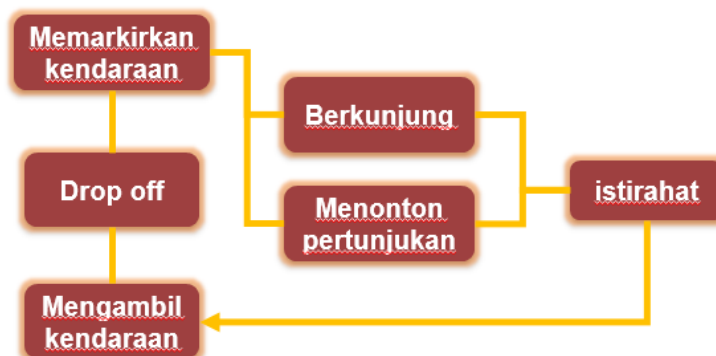 Memarkirkan
kendaraan
Berkunjung
Drop off
Menonton
pertunjukan
istirahat
Mengambil
kendaraan